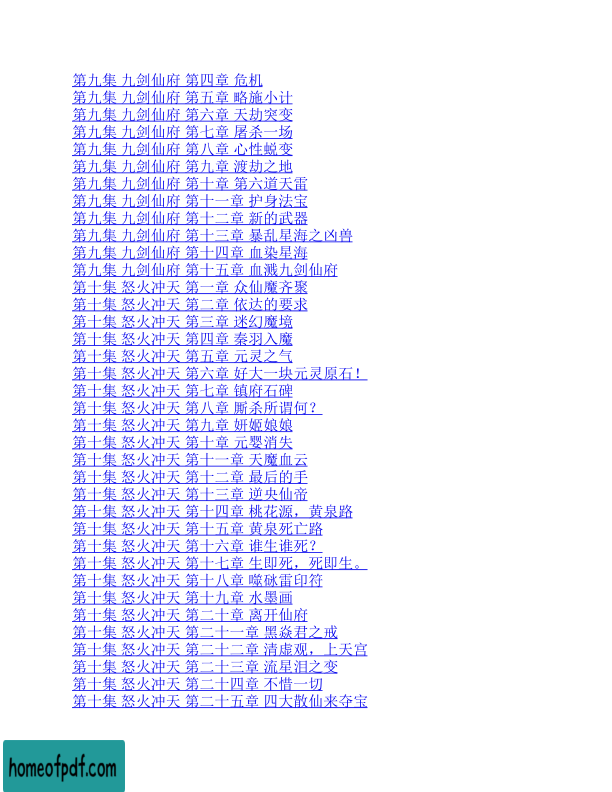 第九集 九剑仙府 第四章 危机
第九集 九剑仙府 第五章 略施小计
第九集 九剑仙府 第六章 天劫突变
第九集 九剑仙府 第七章 屠杀一场
第九集 九剑仙府 第八章 心性蜕变
第九集 九剑仙府 第九章 渡劫之地
第九集 九剑仙府 第十章 第六道天雷
第九集 九剑仙府 第十一章 护身法宝
第九集 九剑仙府 第十二章 新的武器
第九集 九剑仙府 第十三章 暴乱星海之凶兽
第九集 九剑仙府 第十四章 血染星海
第九集 九剑仙府 第十五章 血溅九剑仙府
第十集 怒火冲天 第一章 众仙魔齐聚
第十集 怒火冲天 第二章 依达的要求
第十集 怒火冲天 第三章 迷幻魔境
第十集 怒火冲天 第四章 秦羽入魔
第十集 怒火冲天 第五章 元灵之气
第十集 怒火冲天 第六章 好大一块元灵原石！
第十集 怒火冲天 第七章 镇府石碑
第十集 怒火冲天 第八章 厮杀所谓何？
第十集 怒火冲天 第九章 妍姬娘娘
第十集 怒火冲天 第十章 元婴消失
第十集 怒火冲天 第十一章 天魔血云
第十集 怒火冲天 第十二章 最后的手
第十集 怒火冲天 第十三章 逆央仙帝
第十集 怒火冲天 第十四章 桃花源，黄泉路
第十集 怒火冲天 第十五章 黄泉死亡路
第十集 怒火冲天 第十六章 谁生谁死？
第十集 怒火冲天 第十七章 生即死，死即生。
第十集 怒火冲天 第十八章 噬砯雷印符
第十集 怒火冲天 第十九章 水墨画
第十集 怒火冲天 第二十章 离开仙府
第十集 怒火冲天 第二十一章 黑焱君之戒
第十集 怒火冲天 第二十二章 清虚观，上天宫
第十集 怒火冲天 第二十三章 流星泪之变
第十集 怒火冲天 第二十四章 不惜一切
第十集 怒火冲天 第二十五章 四大散仙来夺宝
homeofpdf.com